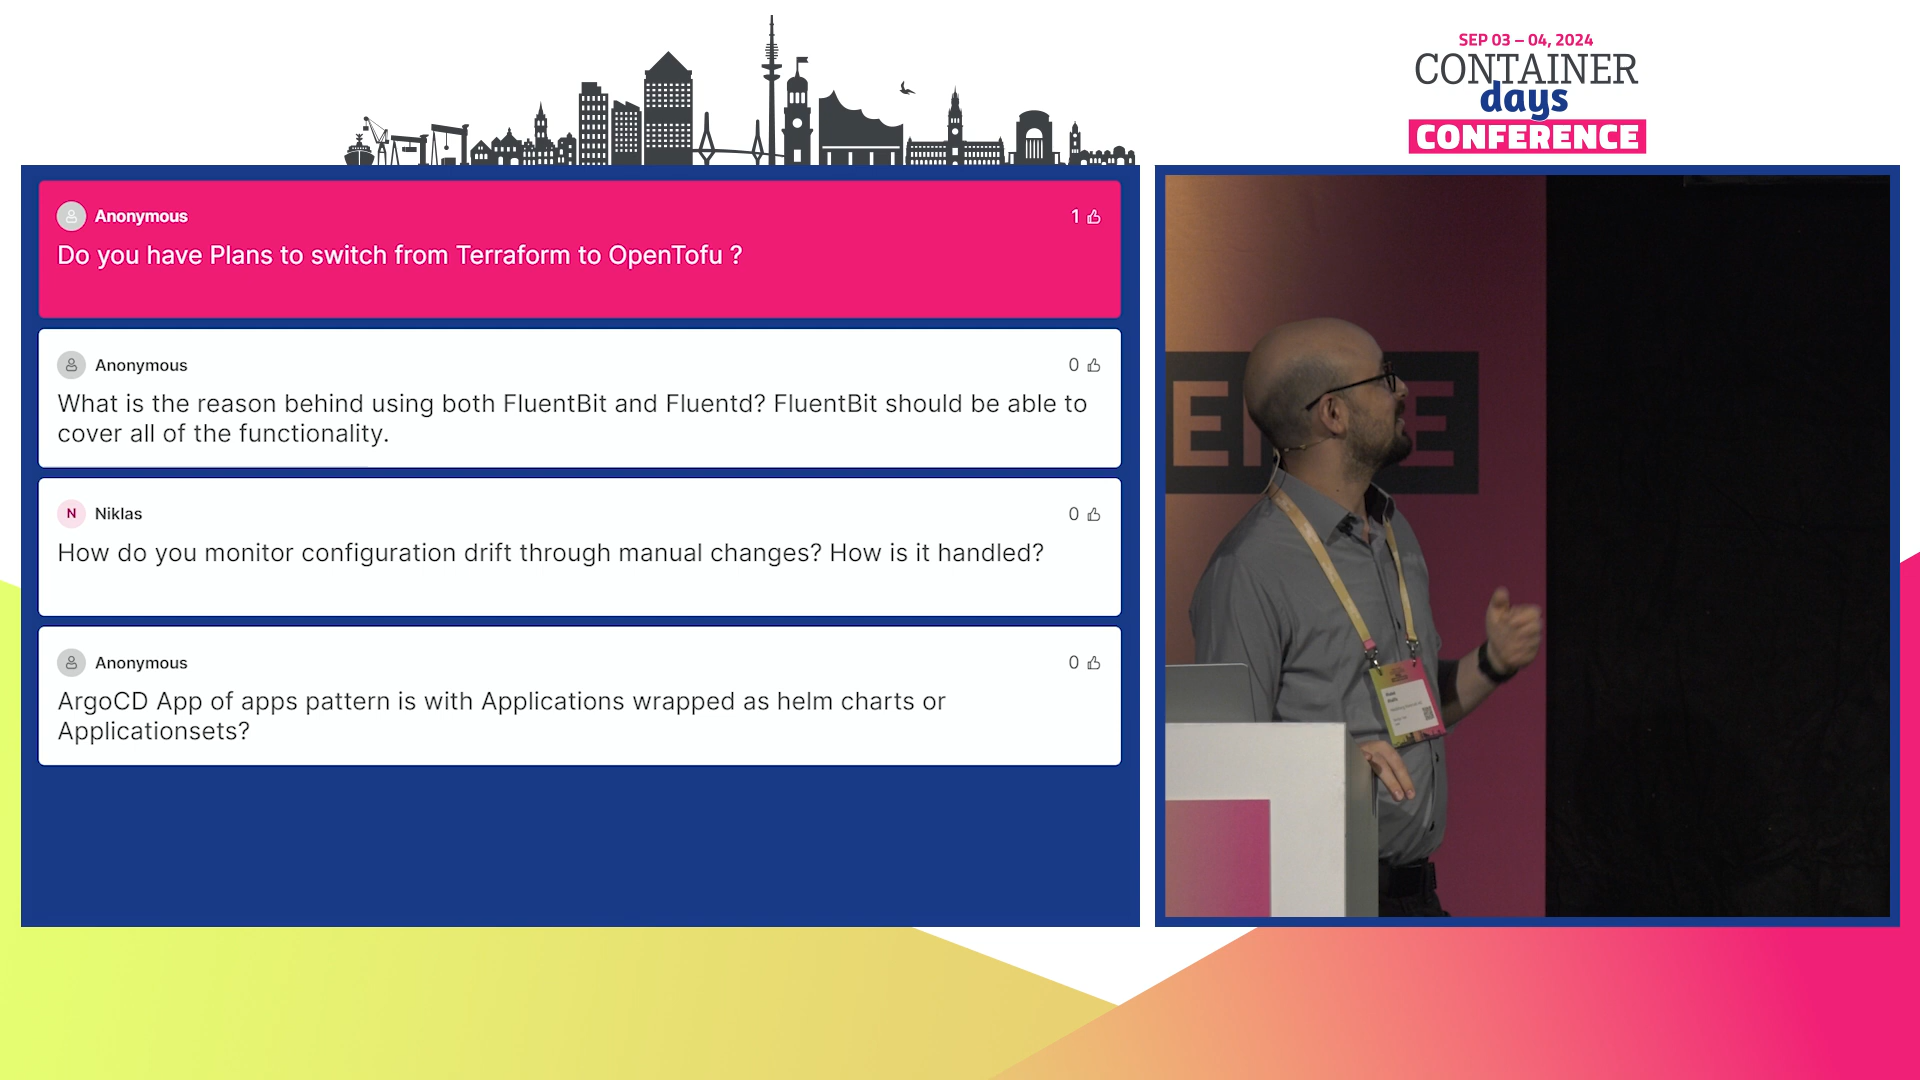 SEP 03 – 04, 2024
CONTAINER
days
CONFERENCE
Anonymous
1
Do you have Plans to switch from Terraform to OpenTofu ?
Anonymous
0
What is the reason behind using both FluentBit and Fluentd? FluentBit should be able to
cover all of the functionality.
N
Niklas
0
How do you monitor configuration drift through manual changes? How is it handled?
Anonymous
0
ArgoCD App of apps pattern is with Applications wrapped as helm charts or
Applicationsets?